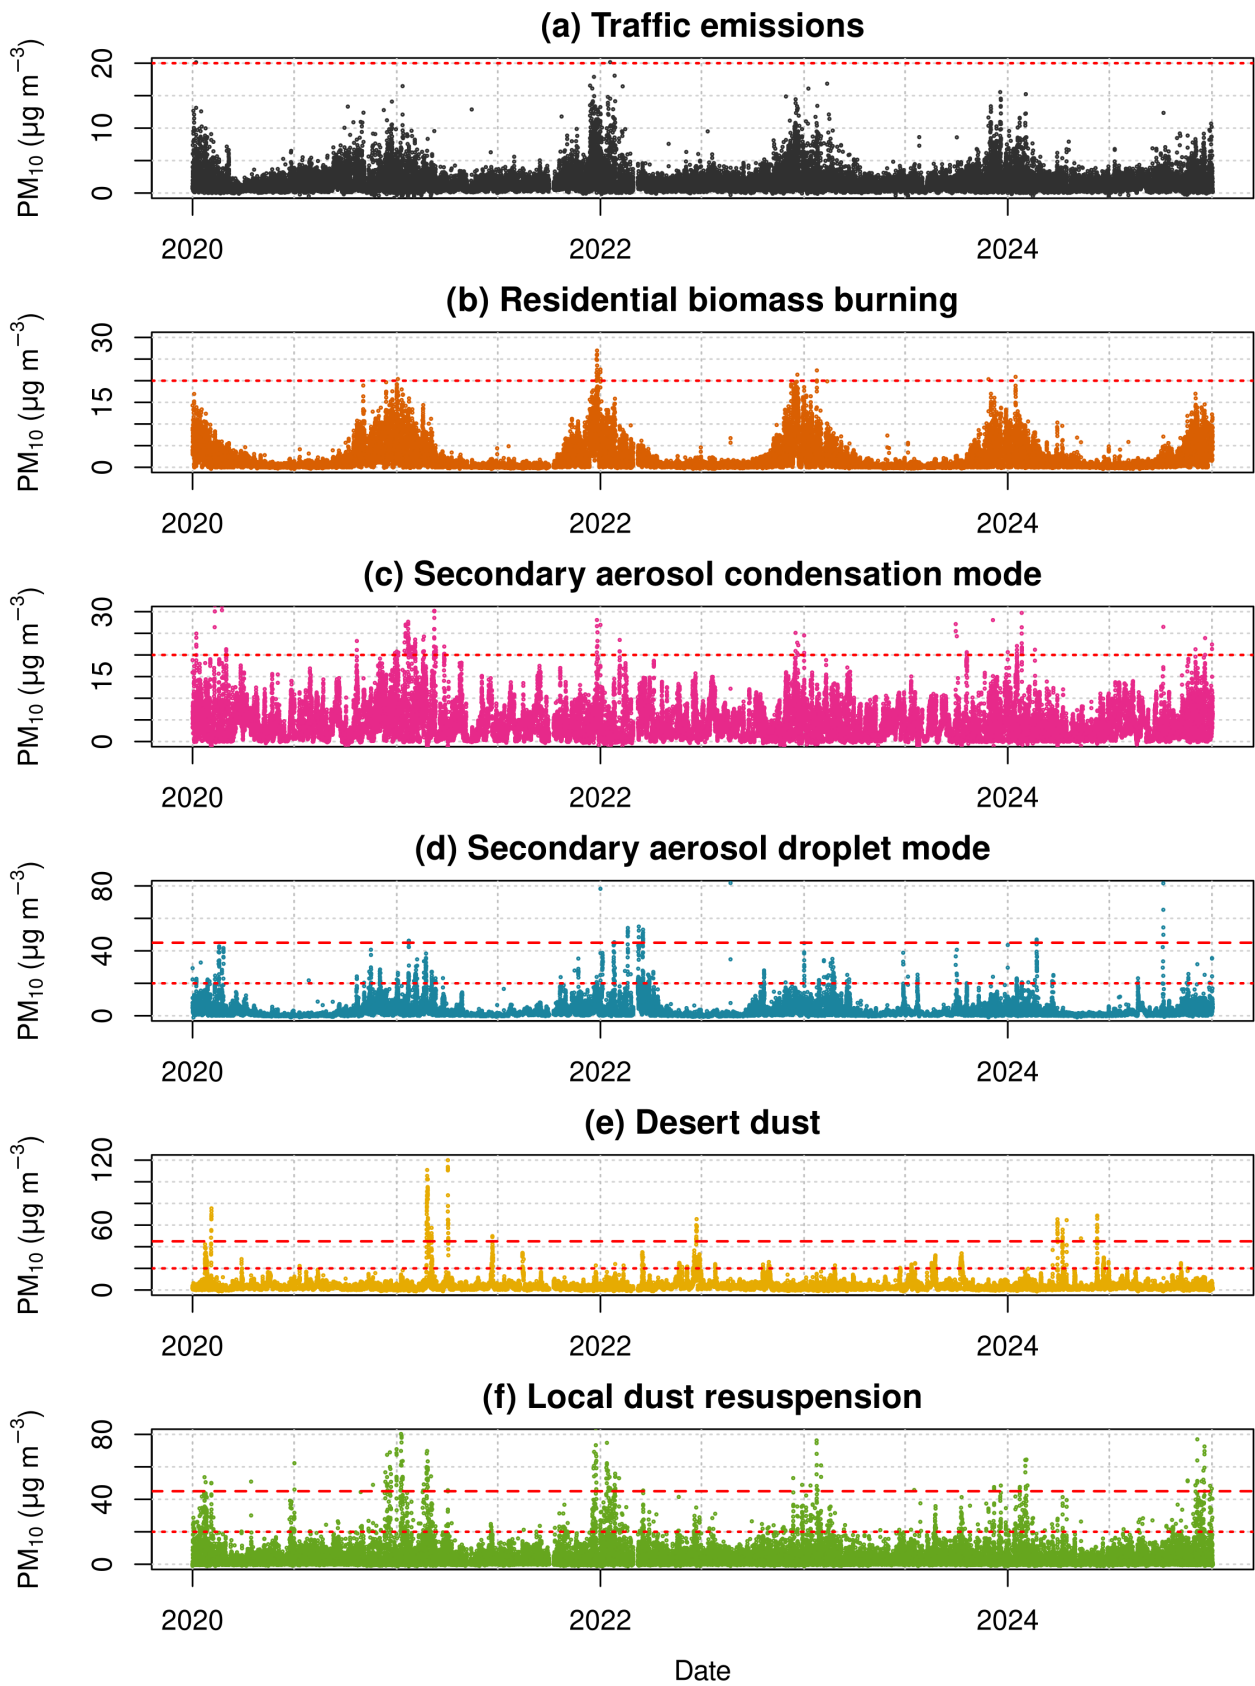 (a) Traffic emissions
PM₁₀ (µg m⁻³)
20
10
0
2020 2022 2024
(b) Residential biomass burning
PM₁₀ (µg m⁻³)
30
15
0
2020 2022 2024
(c) Secondary aerosol condensation mode
PM₁₀ (µg m⁻³)
30
15
0
2020 2022 2024
(d) Secondary aerosol droplet mode
PM₁₀ (µg m⁻³)
80
40
0
2020 2022 2024
(e) Desert dust
PM₁₀ (µg m⁻³)
120
60
0
2020 2022 2024
(f) Local dust resuspension
PM₁₀ (µg m⁻³)
80
40
0
2020 2022 2024
Date